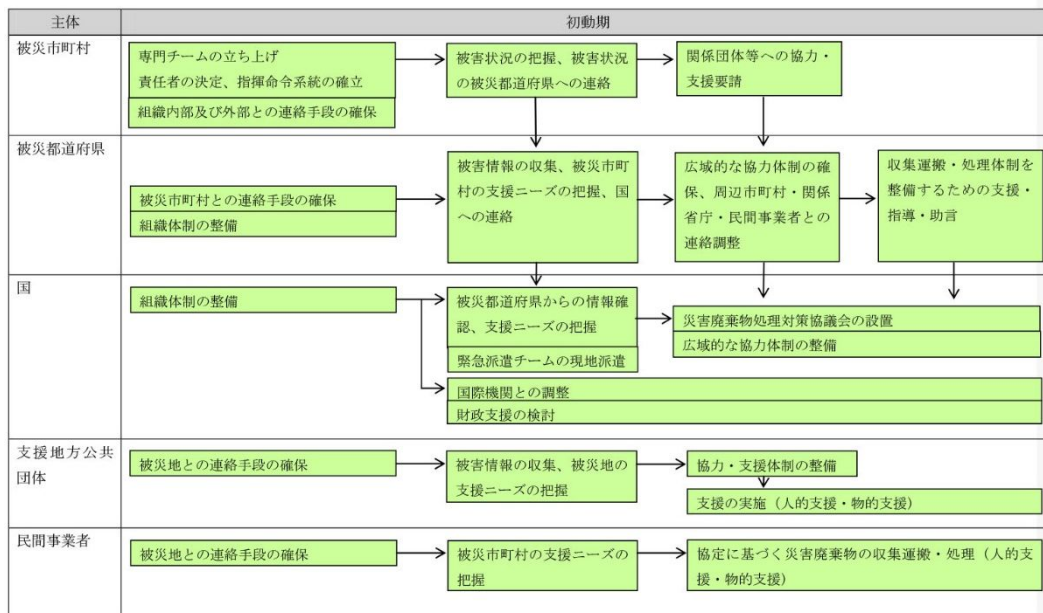 主体
初動期
被災市町村
専門チームの立ち上げ
責任者の決定、指揮命令系統の確立
組織内部及び外部との連絡手段の確保
被害状況の把握、被害状況
の被災都道府県への連絡
関係団体等への協力・
支援要請
被災都道府県
被災市町村との連絡手段の確保
組織体制の整備
被害情報の収集、被災市町
村の支援ニーズの把握、国
への連絡
広域的な協力体制の確
保、周辺市町村・関係
省庁・民間事業者との
連絡調整
収集運搬・処理体制を
整備するための支援・
指導・助言
国
組織体制の整備
被災都道府県からの情報確
認、支援ニーズの把握
緊急派遣チームの現地派遣
災害廃棄物処理対策協議会の設置
広域的な協力体制の整備
国際機関との調整
財政支援の検討
支援地方公共
団体
被災地との連絡手段の確保
被害情報の収集、被災地の
支援ニーズの把握
協力・支援体制の整備
支援の実施（人的支援・物的支援）
民間事業者
被災地との連絡手段の確保
被災市町村の支援ニーズの
把握
協定に基づく災害廃棄物の収集運搬・処理（人的支
援・物的支援）